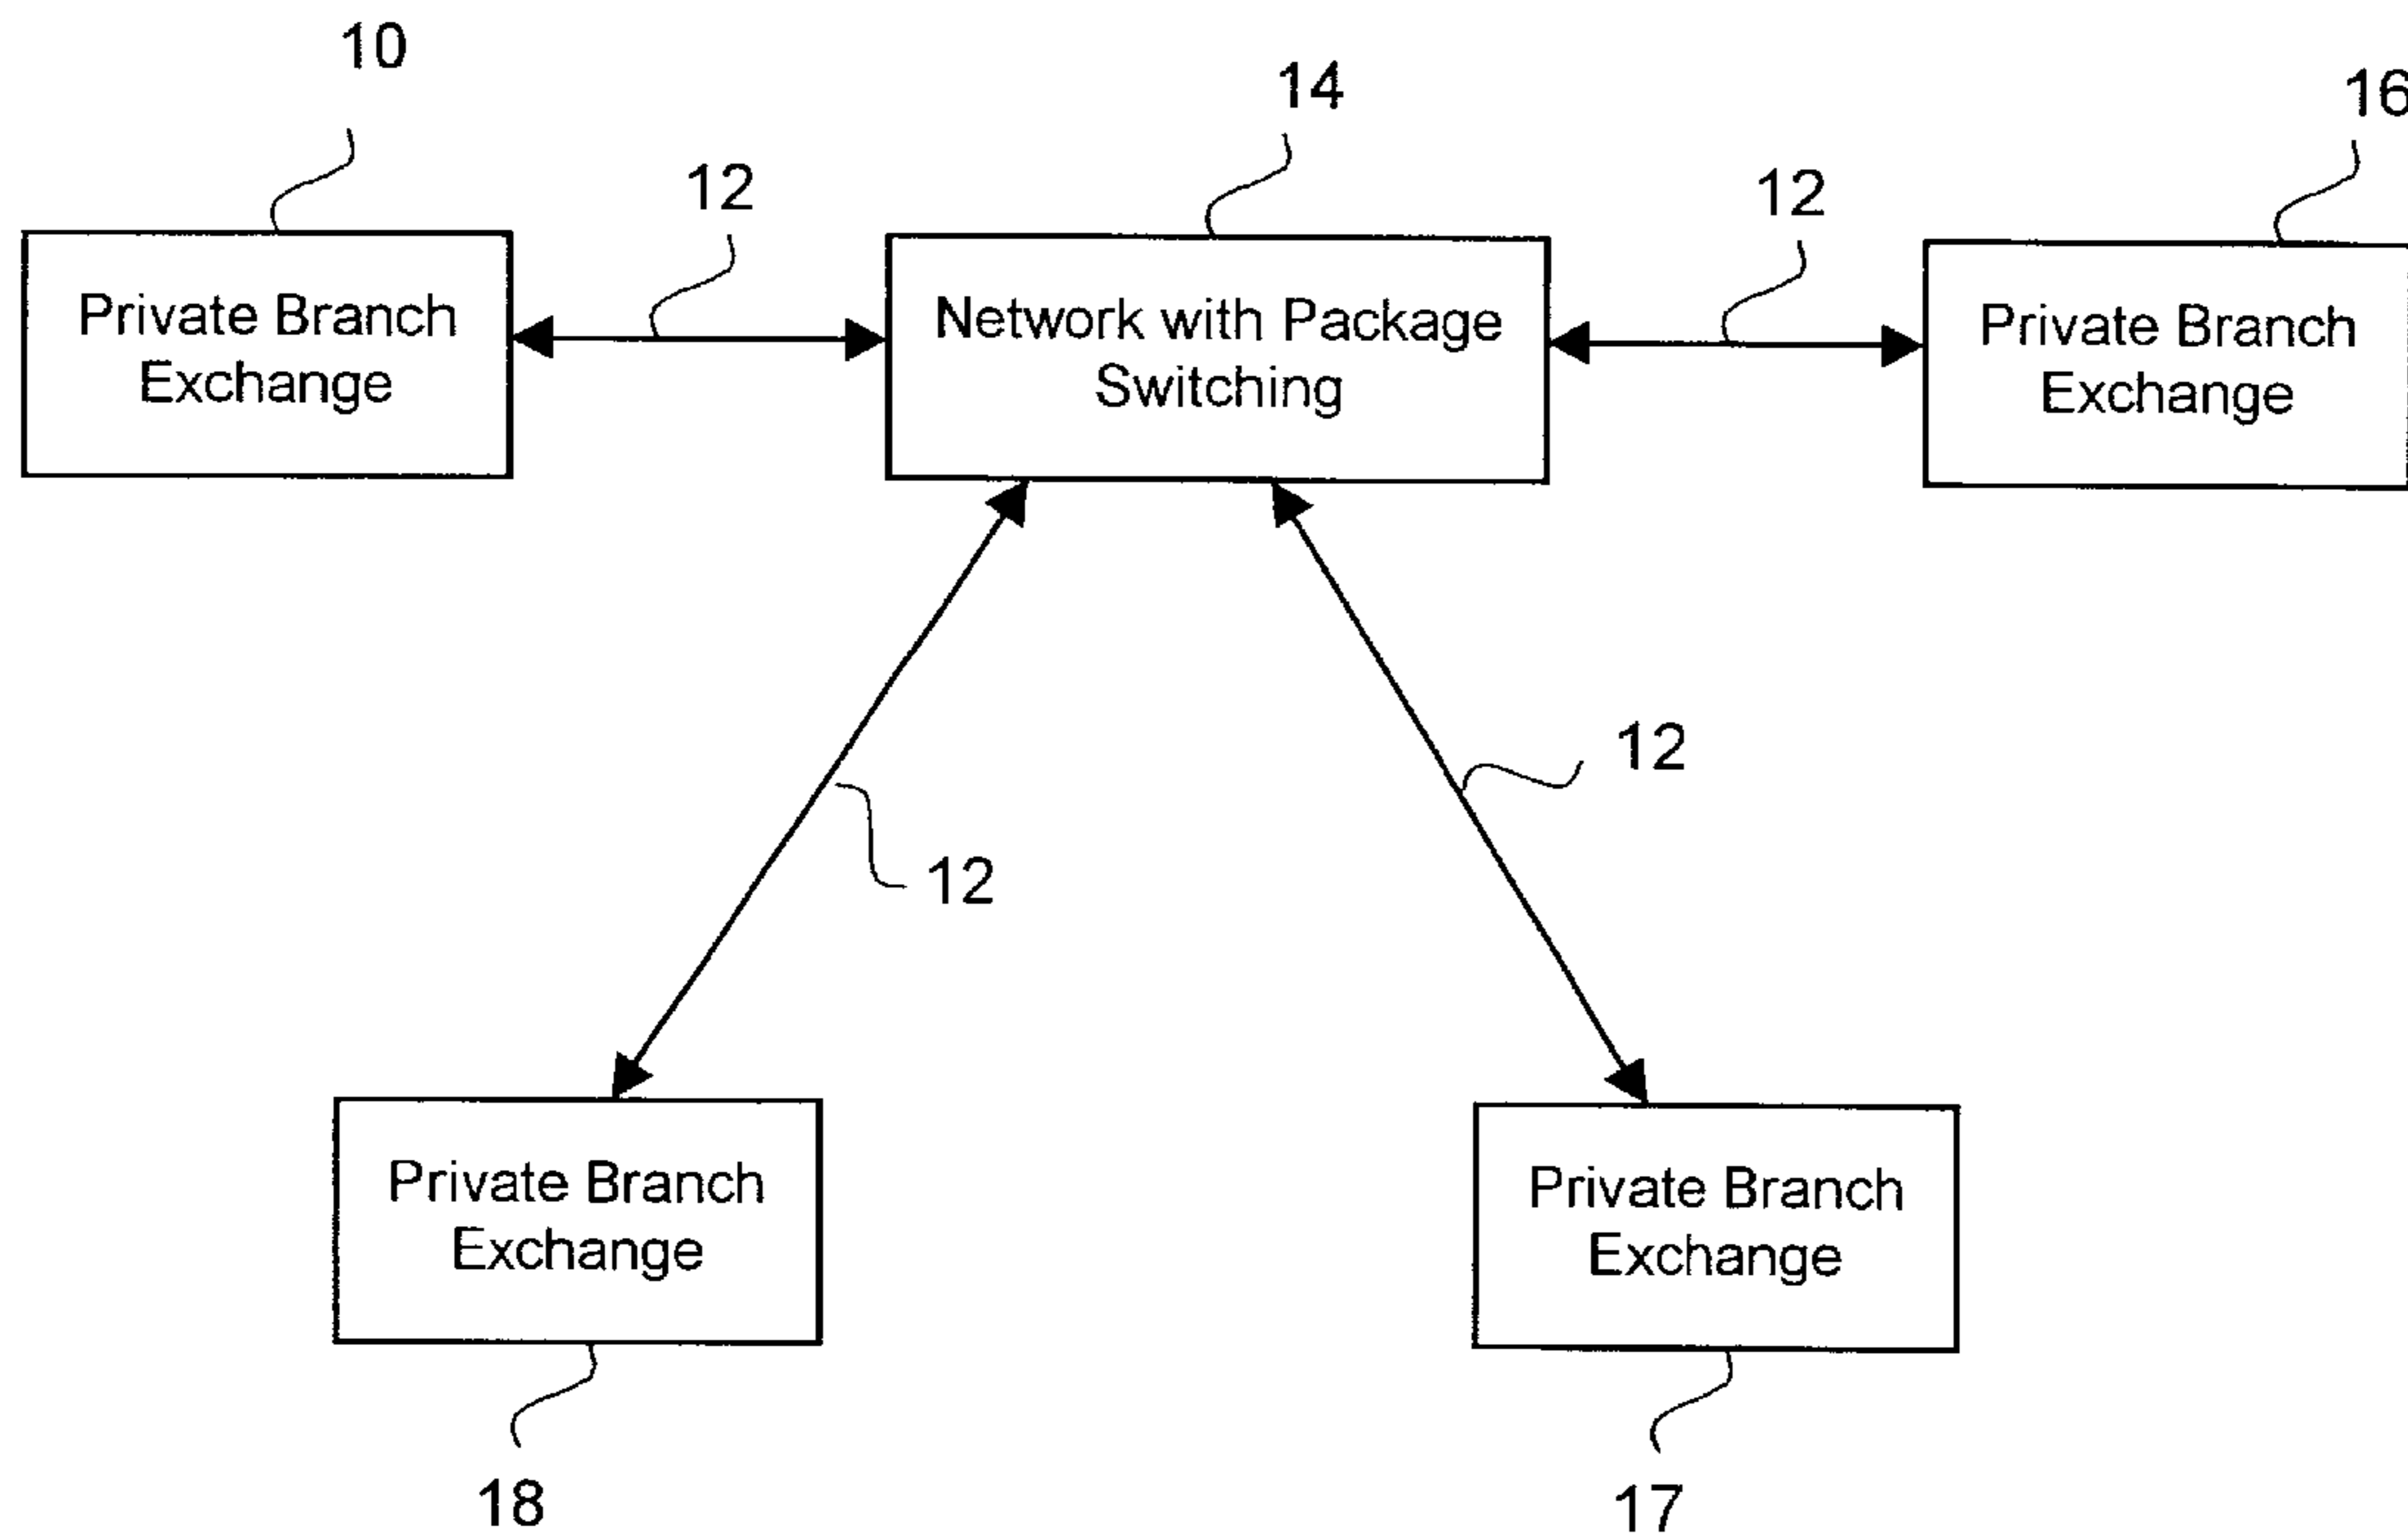 10
14
16
12
12
Private Branch
Exchange
Network with Package
Switching
Private Branch
Exchange
12
12
Private Branch
Exchange
Private Branch
Exchange
18
17